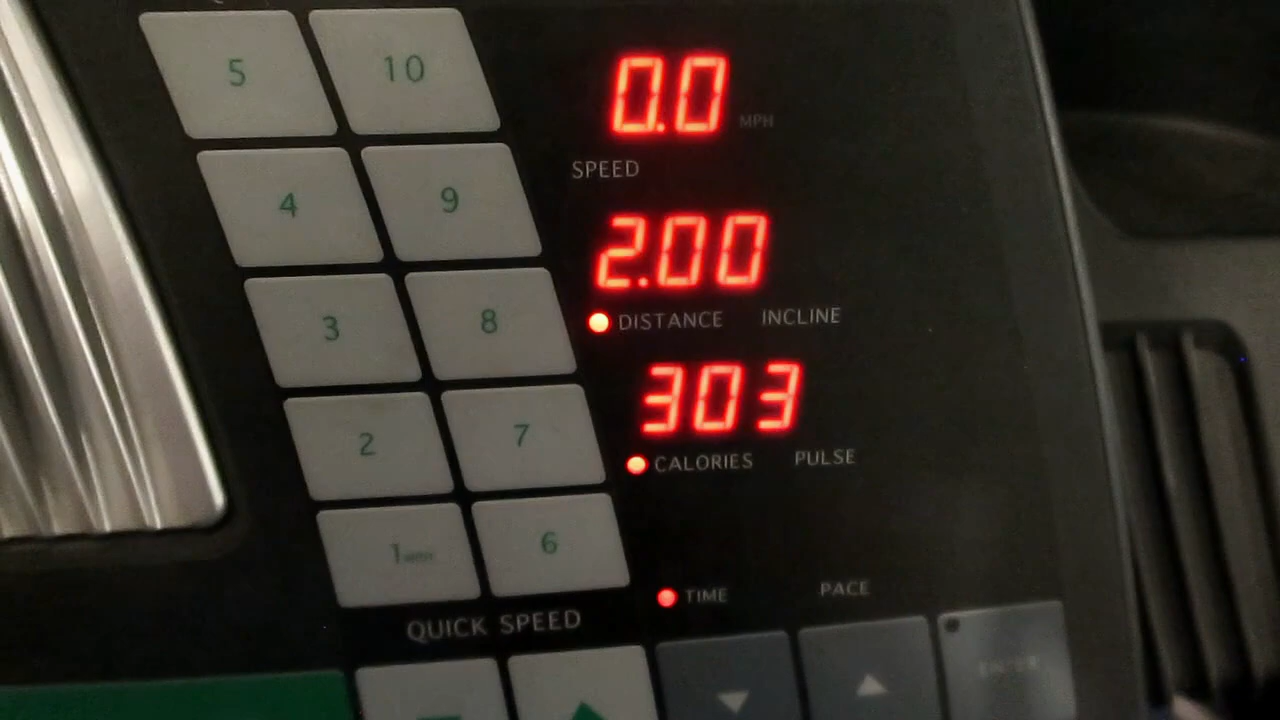 5 10
0.0 MPH
SPEED
4 9
2.00
DISTANCE INCLINE
3 8
303
CALORIES PULSE
2 7
1
6
TIME PACE
QUICK SPEED